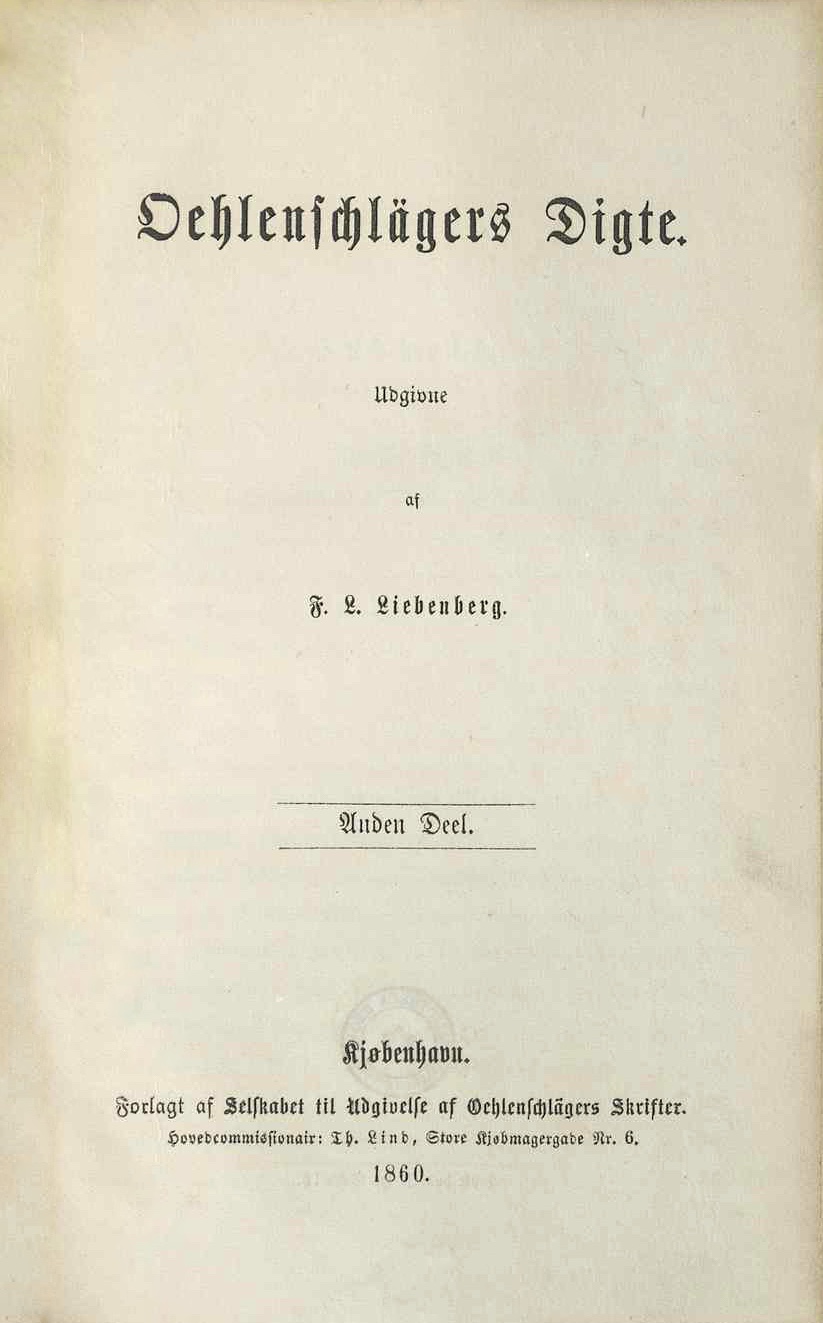 Oehlenschlägers Digte.
Udgivne
af
F. L. Liebenberg.
Anden Deel.
Kjøbenhavn.
Forlagt af Selskabet til Udgivelse af Oehlenschlägers Skrifter.
Hovedcommissionair: Th. Lind, Store Kjøbmagergade Nr. 6.
1860.